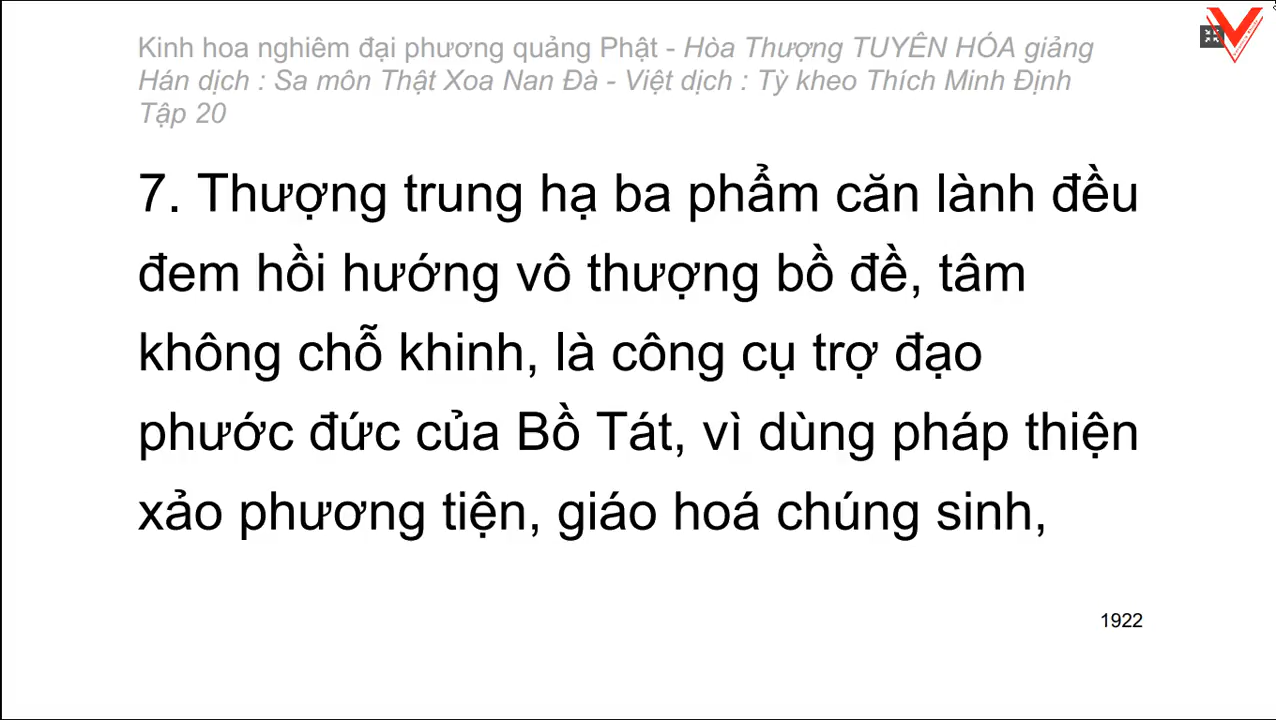 Kinh hoa nghiêm đại phương quảng Phật - Hòa Thượng TUYÊN HÓA giảng
Hán dịch : Sa môn Thật Xoa Nan Đà - Việt dịch : Tỳ kheo Thích Minh Định
Tập 20
7. Thượng trung hạ ba phẩm căn lành đều
đem hồi hướng vô thượng bồ đề, tâm
không chỗ khinh, là công cụ trợ đạo
phước đức của Bồ Tát, vì dùng pháp thiện
xảo phương tiện, giáo hoá chúng sinh,
1922